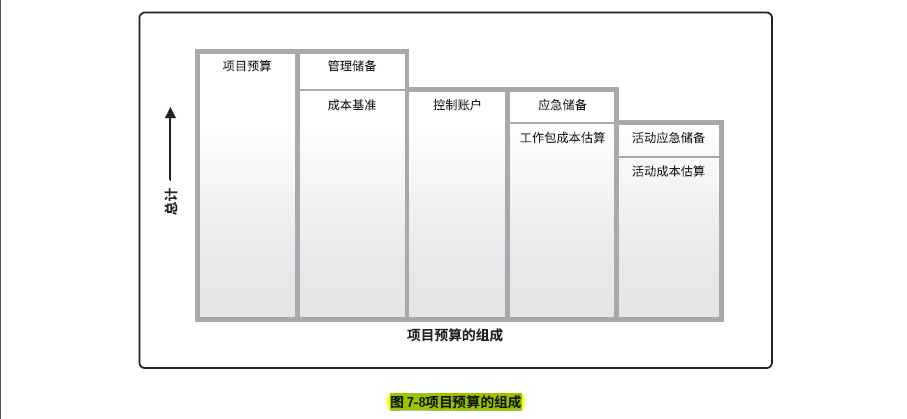 项目预算
管理储备
成本基准
控制账户
应急储备
工作包成本估算
活动应急储备
活动成本估算
总计
项目预算的组成
图 7-8项目预算的组成